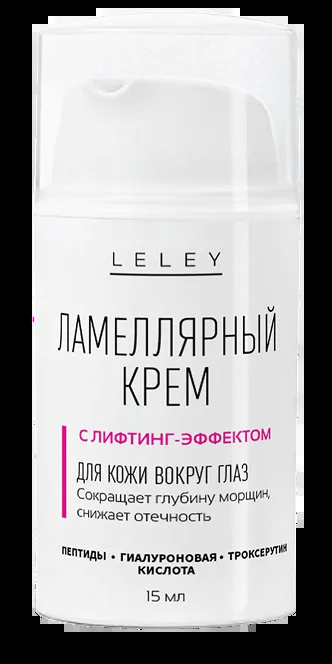 LELEY
ЛАМЕЛЛЯРНЫЙ
КРЕМ
С ЛИФТИНГ-ЭФФЕКТОМ
ДЛЯ КОЖИ ВОКРУГ ГЛАЗ
Сокращает глубину морщин,
снижает отечность
ПЕПТИДЫ • ГИАЛУРОНОВАЯ • ТРОКСЕРУТИН
КИСЛОТА
15 мл